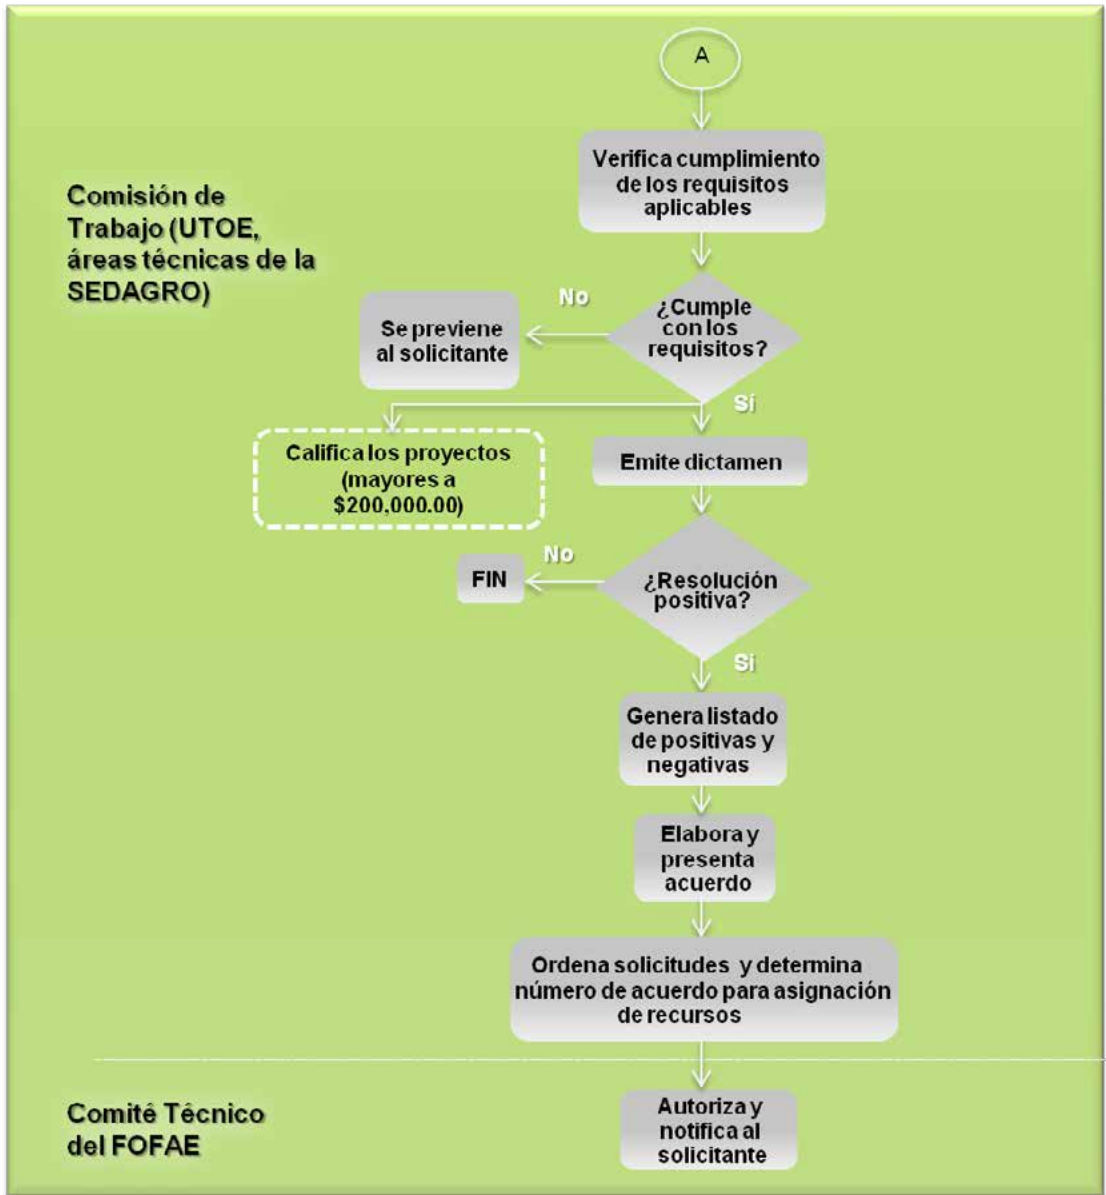 A
Verifica cumplimiento
de los requisitos
aplicables
Comisión de
Trabajo (UTOE,
áreas técnicas de la
SEDAGRO)
¿Cumple
con los
requisitos?
No
Se previene
al solicitante
Sí
Califica los proyectos
(mayores a
$200,000.00)
Emite dictamen
¿Resolución
positiva?
No
FIN
Sí
Genera listado
de positivas y
negativas
Elabora y
presenta
acuerdo
Ordena solicitudes y determina
número de acuerdo para asignación
de recursos
Comité Técnico
del FOFAE
Autoriza y
notifica al
solicitante